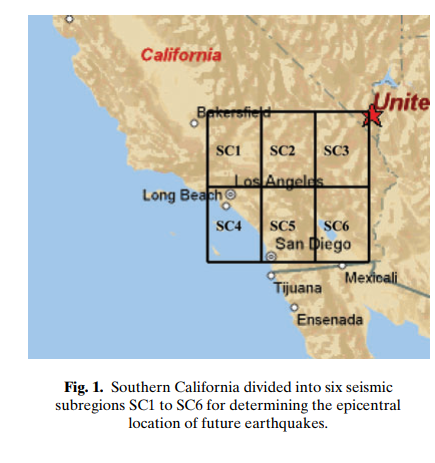 California
Unite
Bakersfield
SC1 SC2 SC3
Los Angeles
Long Beach
SC4 SC5 SC6
San Diego
Mexicali
Tijuana
Ensenada
Fig. 1. Southern California divided into six seismic
subregions SC1 to SC6 for determining the epicentral
location of future earthquakes.